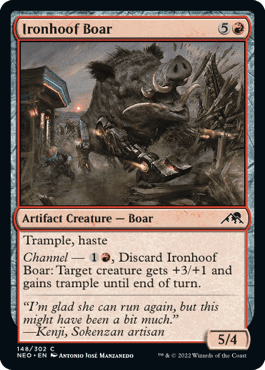 Ironhoof Boar 5
Artifact Creature — Boar
Trample, haste
Channel — 1, Discard Ironhoof
Boar: Target creature gets +3/+1 and
gains trample until end of turn.
“I’m glad she can run again, but this
might have been a bit much.”
—Kenji, Sokenzan artisan
5/4
148/302 C
NEO • EN Antonio José Manzanedo
™ & © 2022 Wizards of the Coast